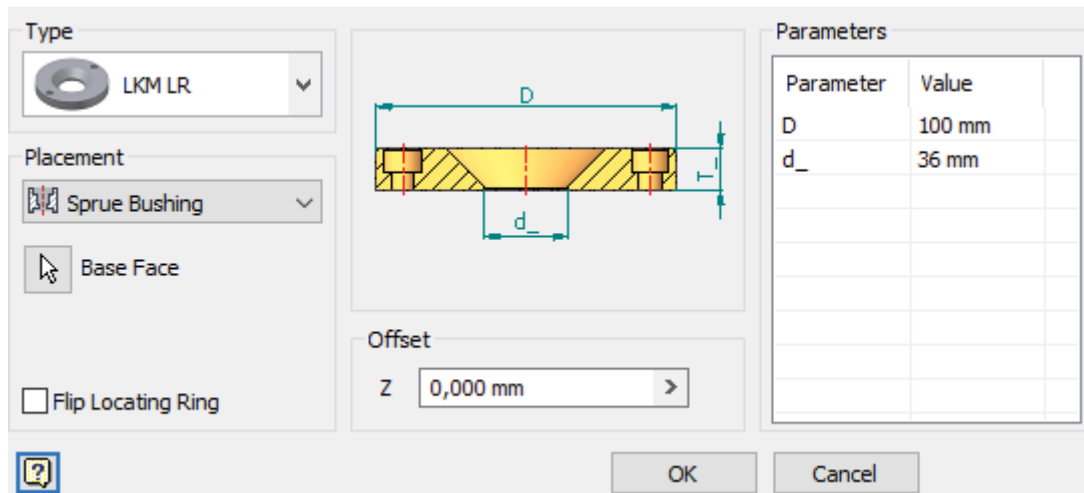 Type
LKM LR
Placement
Sprue Bushing
Base Face
Flip Locating Ring
D
T_
d_
Offset
Z 0,000 mm >
Parameters
Parameter Value
D 100 mm
d_ 36 mm
?
OK Cancel